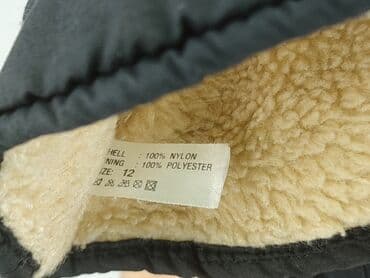 HELL : 100% NYLON
NING : 100% POLYESTER
ZE: 12